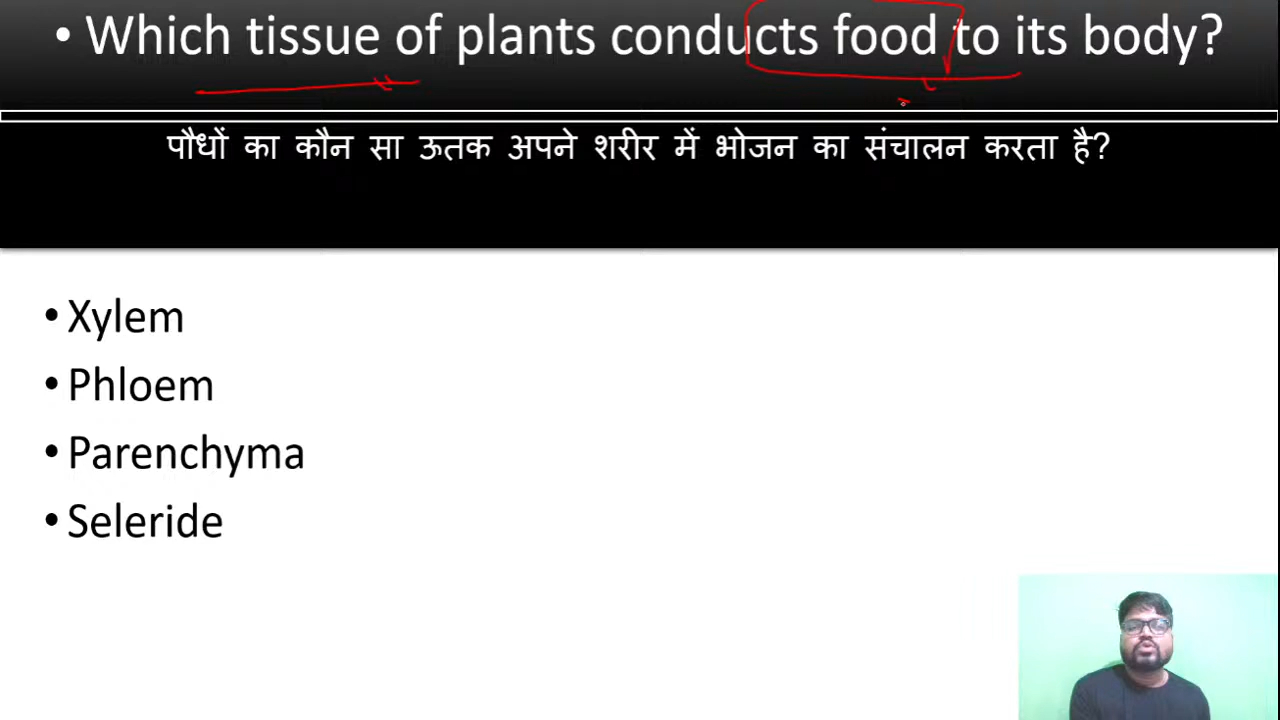 • Which tissue of plants conducts food to its body?
पौधों का कौन सा ऊतक अपने शरीर में भोजन का संचालन करता है?
• Xylem
• Phloem
• Parenchyma
• Seleride